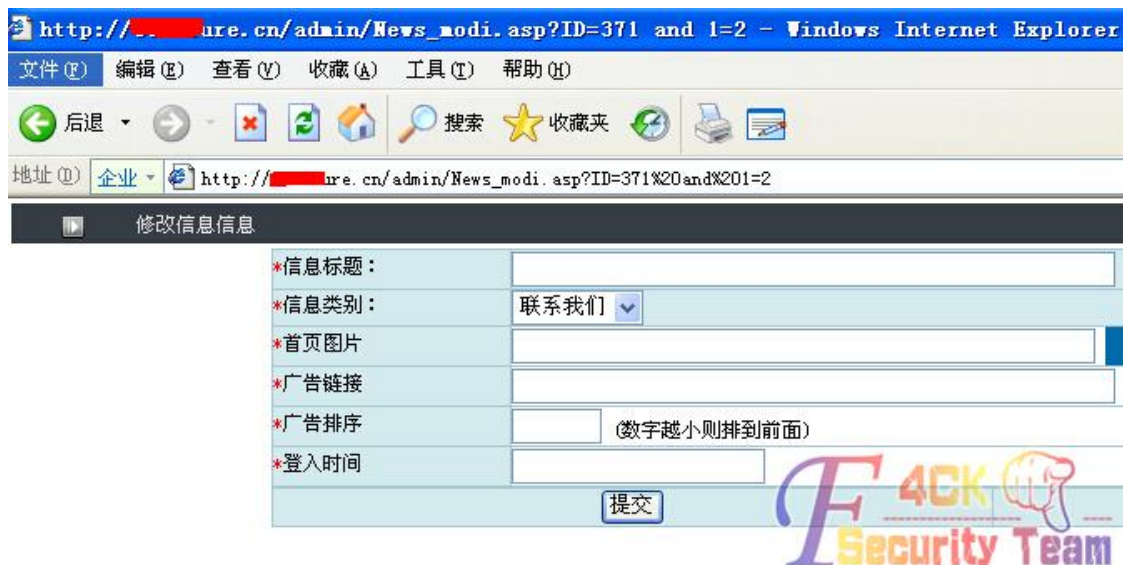 http:// ure.cn/admin/News_modi.asp?ID=371 and 1=2 - Windows Internet Explorer
文件(F) 编辑(E) 查看(V) 收藏(A) 工具(T) 帮助(H)
后退 搜索 收藏夹
地址(D) 企业 http:// ure.cn/admin/News_modi.asp?ID=371%20and%201=2
修改信息信息
*信息标题：
*信息类别： 联系我们
*首页图片
*广告链接
*广告排序 (数字越小则排到前面)
*登入时间
提交
F4CK
Security Team